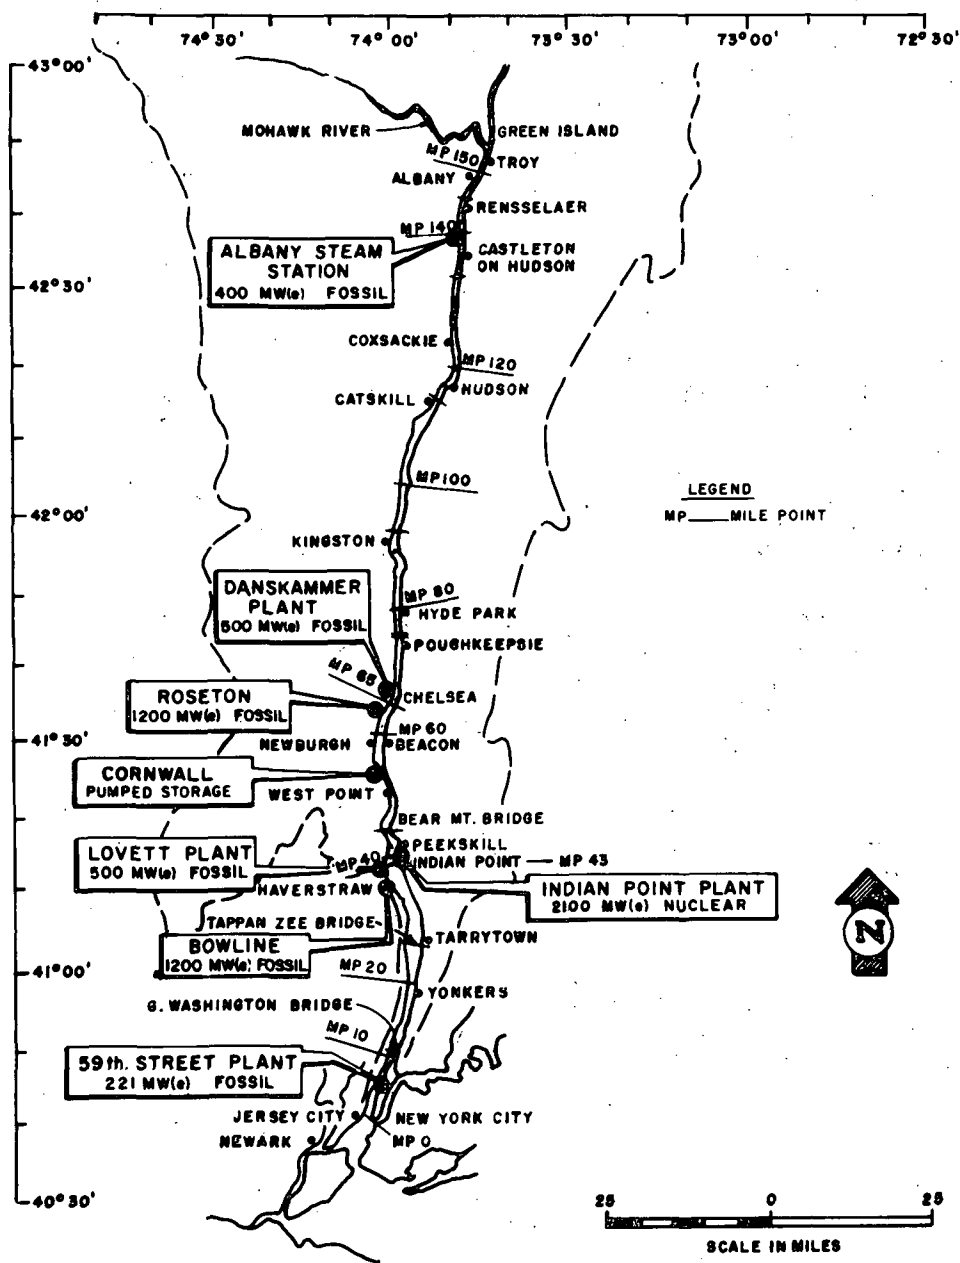 74°30' 74°00' 73°30' 73°00' 72°30'
43°00'
MOHAWK RIVER
GREEN ISLAND
MP 150
TROY
ALBANY
RENSSELAER
MP 140
ALBANY STEAM
STATION
400 MW(e) FOSSIL
CASTLETON
ON HUDSON
42°30'
COXSACKIE
MP 120
HUDSON
CATSKILL
MP 100
LEGEND
MP MILE POINT
42°00'
KINGSTON
DANSKAMMER
PLANT
500 MW(e) FOSSIL
MP 80
HYDE PARK
POUGHKEEPSIE
MP 65
CHELSEA
ROSETON
1200 MW(e) FOSSIL
MP 60
41°30'
NEWBURGH
BEACON
CORNWALL
PUMPED STORAGE
WEST POINT
BEAR MT. BRIDGE
PEEKSKILL
LOVETT PLANT
500 MW(e) FOSSIL
MP 40
INDIAN POINT MP 43
HAVERSTRAW
INDIAN POINT PLANT
2100 MW(e) NUCLEAR
TAPPAN ZEE BRIDGE
TARRYTOWN
BOWLINE
1200 MW(e) FOSSIL
N
41°00'
MP 20
YONKERS
G. WASHINGTON BRIDGE
MP 10
59th. STREET PLANT
221 MW(e) FOSSIL
JERSEY CITY
NEW YORK CITY
NEWARK
MP 0
40°30'
25 0 25
SCALE IN MILES